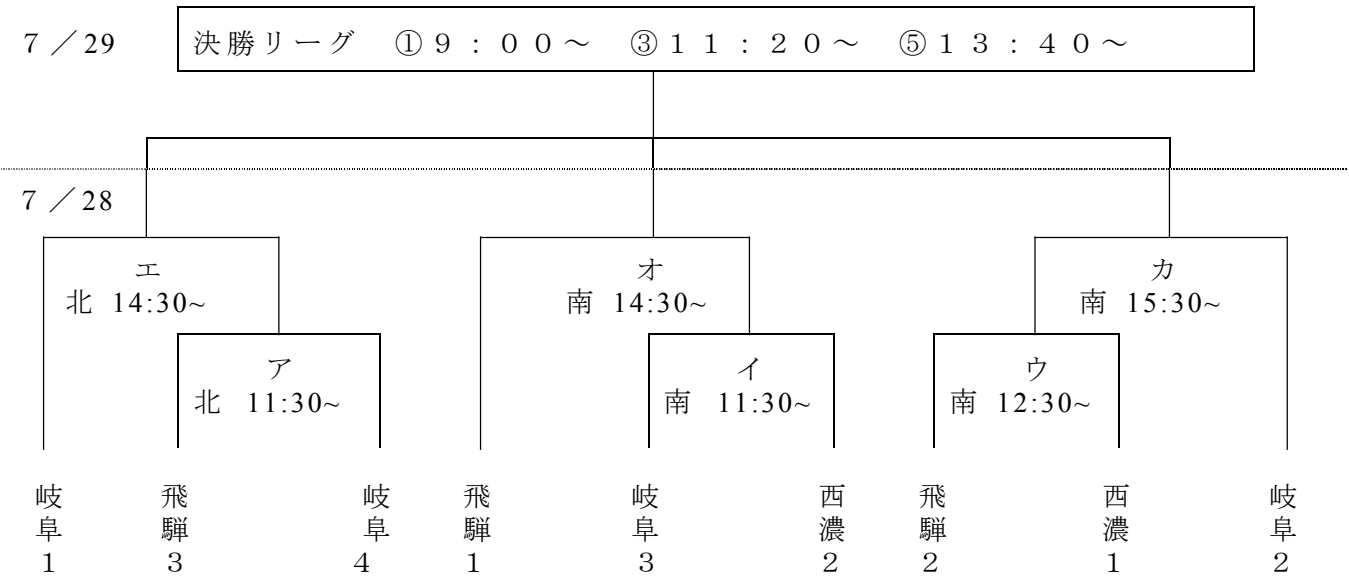 7／29 決勝リーグ ①9：00～ ③11：20～ ⑤13：40～
7／28
エ オ カ
北 14:30~ 南 14:30~ 南 15:30~
ア イ ウ
北 11:30~ 南 11:30~ 南 12:30~
岐阜1 飛騨3 岐阜4 飛騨1 岐阜3 西濃2 飛騨2 西濃1 岐阜2